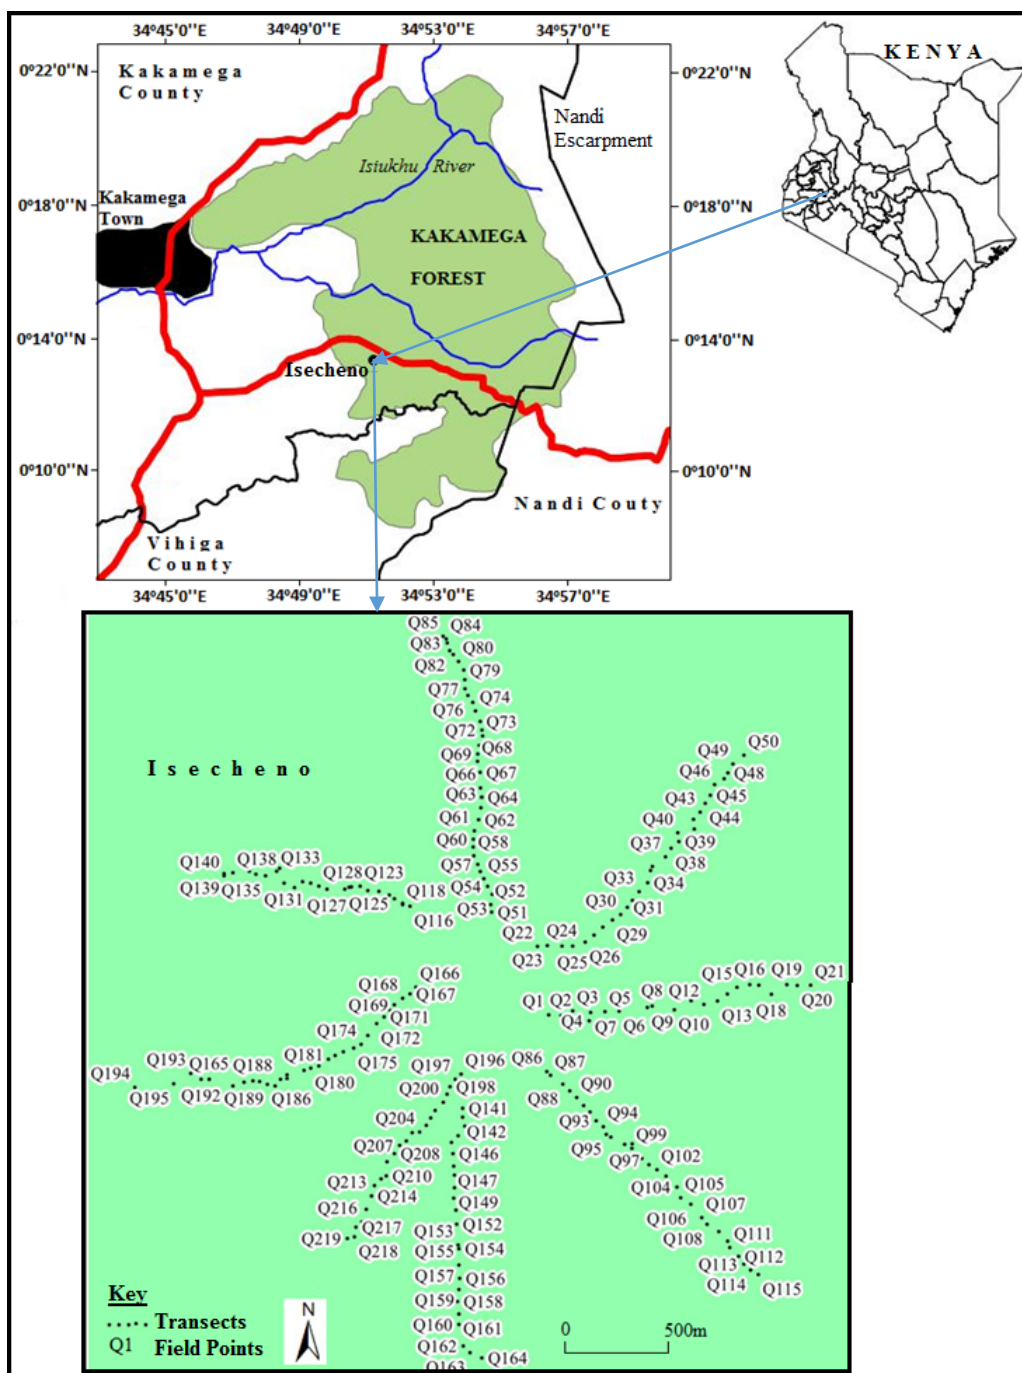 34°45'0''E 34°49'0''E 34°53'0''E 34°57'0''E
KENYA
0°22'0''N
Kakamega
County
0°22'0''N
Nandi
Escarpment
Isiukhu River
Kakamega
Town
0°18'0''N
0°18'0''N
KAKAMEGA
FOREST
0°14'0''N
0°14'0''N
Isecheno
0°10'0''N
0°10'0''N
Nandi Couty
Vihiga
County
34°45'0''E 34°49'0''E 34°53'0''E 34°57'0''E
Q85 Q84
Q83 Q80
Q82 Q79
Q77 Q74
Q76 Q73
Q72 Q68
Q69
Q66 Q67
Q63 Q64
Q61 Q62
Q60 Q58
Q57 Q55
Q54 Q52
Q53 Q51
Isecheno
Q49 Q50
Q46 Q48
Q43 Q45
Q40 Q44
Q37 Q39
Q38
Q33 Q34
Q30 Q31
Q22 Q24 Q29
Q23 Q25 Q26
Q140 Q138 Q133
Q128 Q123
Q139 Q135 Q118
Q131 Q127 Q125
Q116
Q15 Q16 Q19 Q21
Q1 Q2 Q3 Q5 Q8 Q12
Q4 Q7 Q6 Q9 Q10 Q13 Q18 Q20
Q168 Q166
Q169 Q167
Q171
Q174 Q172
Q193 Q165 Q188 Q181 Q175
Q194 Q180
Q195 Q192 Q189 Q186
Q197 Q196 Q86 Q87
Q200 Q198 Q88 Q90
Q204 Q141 Q93 Q94
Q142 Q95 Q99
Q207 Q208 Q146 Q97 Q102
Q213 Q210 Q147 Q104 Q105
Q216 Q214 Q149 Q106 Q107
Q219 Q217 Q153 Q152 Q108 Q111
Q218 Q155 Q154 Q113 Q112
Q157 Q156 Q114 Q115
Q159 Q158
Q160 Q161
Q162 Q164
Q163
Key
Transects
Q1 Field Points
N
0 500m